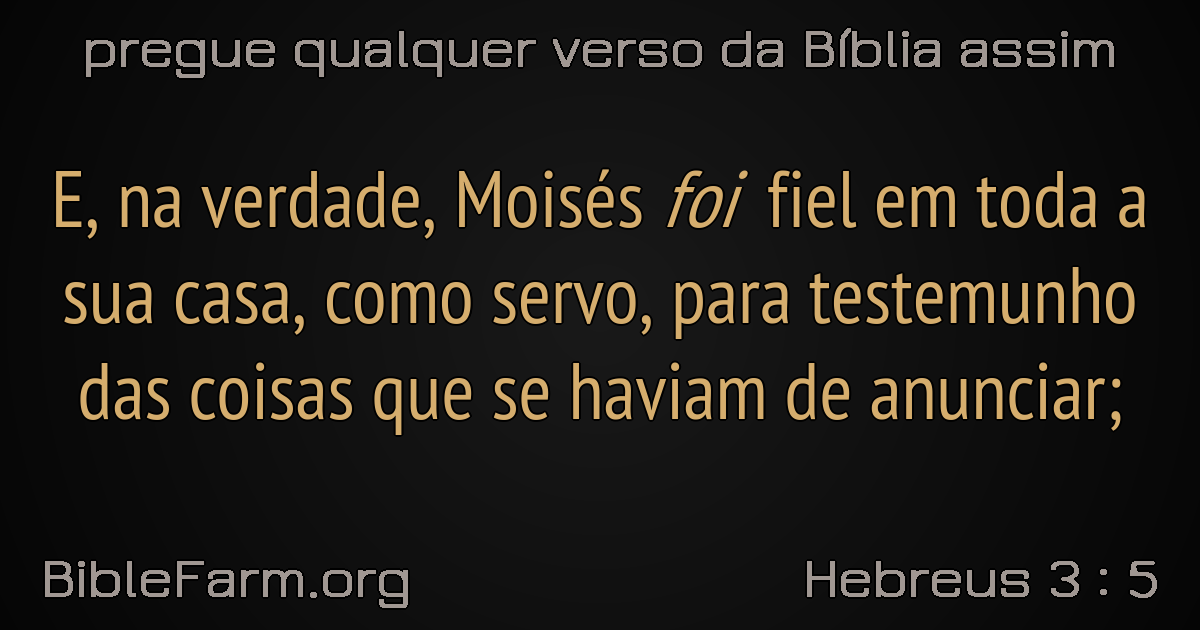 pregue qualquer verso da Bíblia assim
E, na verdade, Moisés foi fiel em toda a
sua casa, como servo, para testemunho
das coisas que se haviam de anunciar;
BibleFarm.org
Hebreus 3 : 5